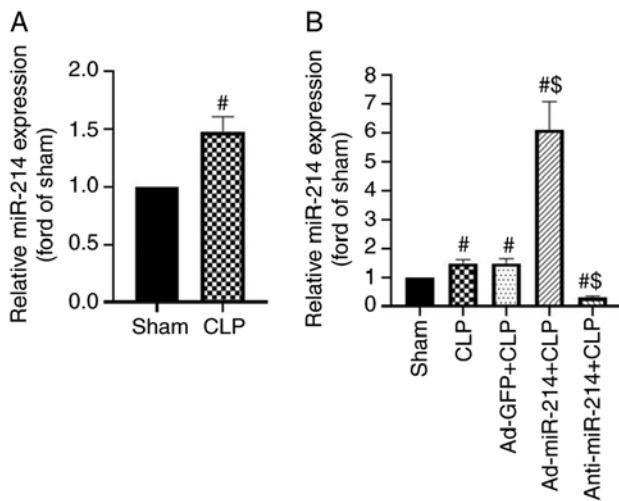 A
Relative miR-214 expression
(ford of sham)
2.0
1.5
1.0
0.5
0.0
#
Sham
CLP
B
Relative miR-214 expression
(ford of sham)
8
7
6
5
4
3
2
1
0
#
#
#$
#$
Sham
CLP
Ad-GFP+CLP
Ad-miR-214+CLP
Anti-miR-214+CLP